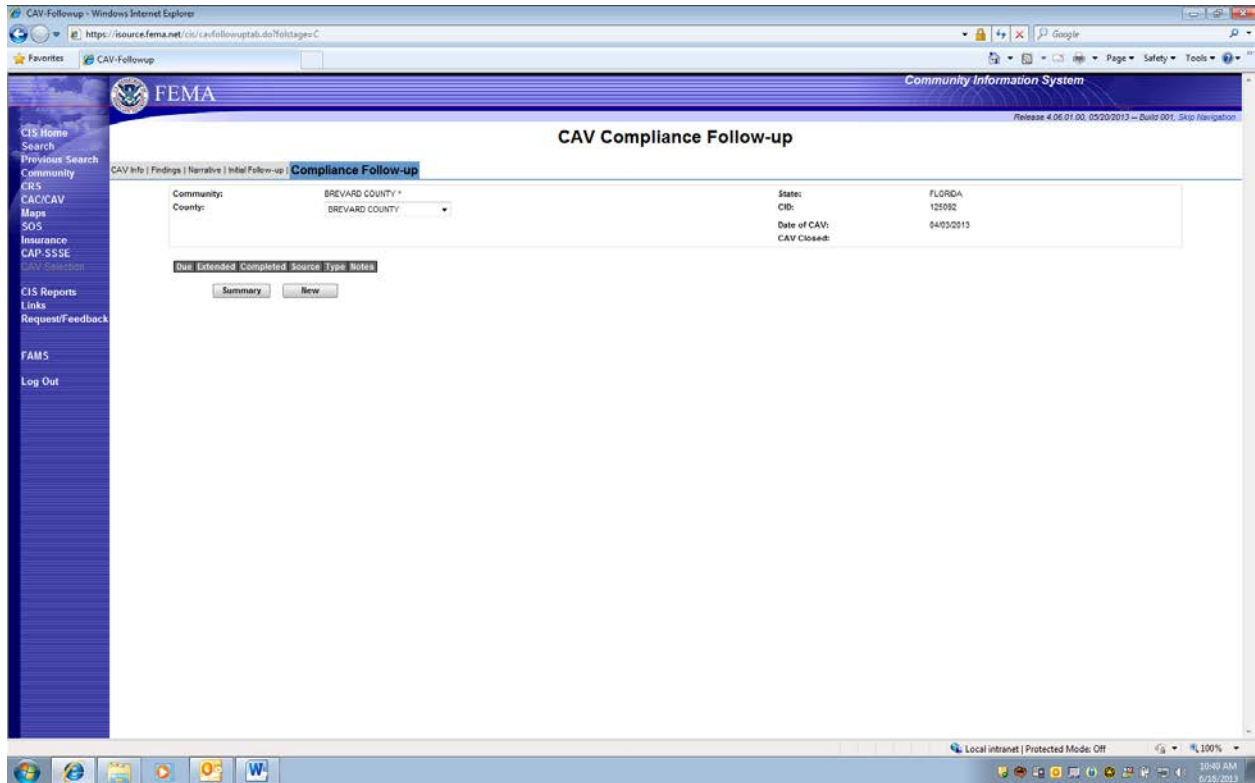 CAV-Followup - Windows Internet Explorer
https://isource.fema.net/cis/cavfollowuptab.do?folstage=C
Google
Favorites CAV-Followup
Page Safety Tools
FEMA
Community Information System
Release 4.06.01.00, 05/20/2013 -- Build 001, Skip Navigation
CIS Home
Search
Previous Search
Community
CRS
CAC/CAV
Maps
SOS
Insurance
CAP-SSSE
CAV Selection
CIS Reports
Links
Request/Feedback
FAMS
Log Out
CAV Compliance Follow-up
CAV Info | Findings | Narrative | Initial Follow-up | Compliance Follow-up
Community: BREVARD COUNTY * State: FLORIDA
County: BREVARD COUNTY CID: 125092
Date of CAV: 04/03/2013
CAV Closed:
Due Extended Completed Source Type Notes
Summary New
Local intranet | Protected Mode: Off 100%
10:40 AM